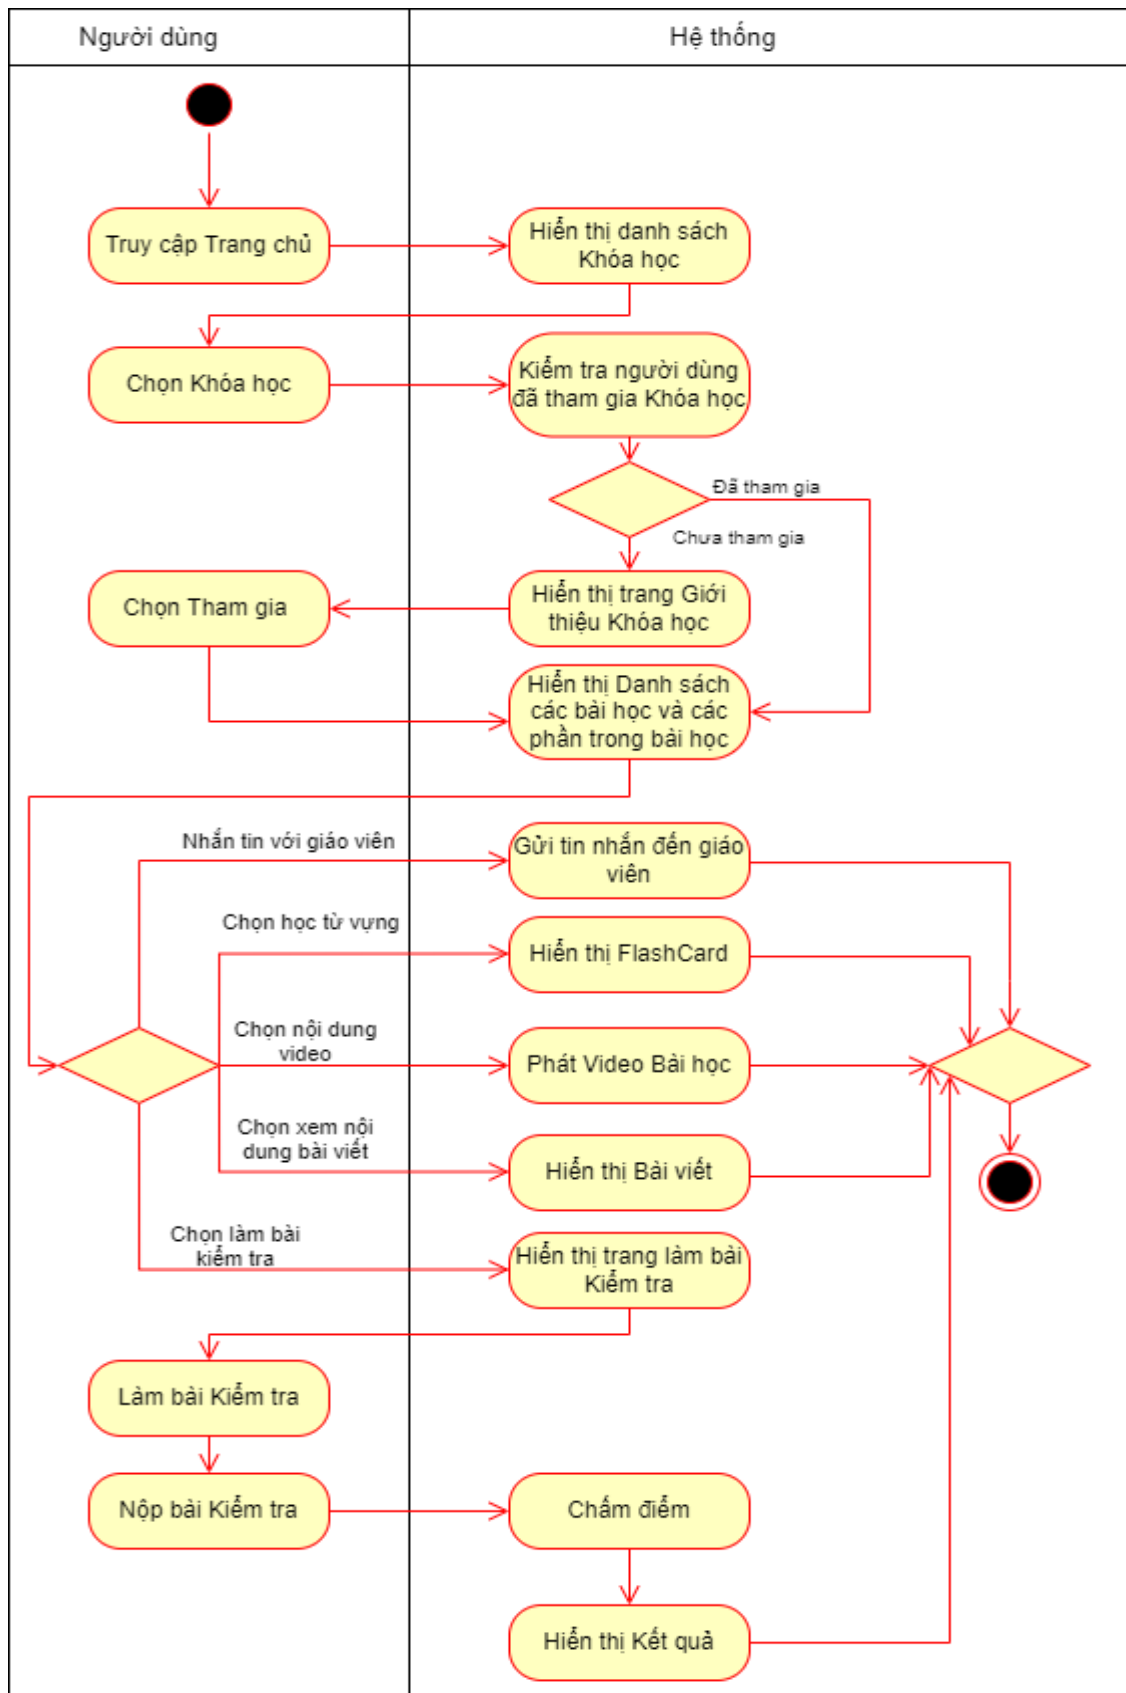 Người dùng
Hệ thống
Truy cập Trang chủ
Hiển thị danh sách
Khóa học
Chọn Khóa học
Kiểm tra người dùng
đã tham gia Khóa học
Đã tham gia
Chưa tham gia
Chọn Tham gia
Hiển thị trang Giới
thiệu Khóa học
Hiển thị Danh sách
các bài học và các
phần trong bài học
Nhắn tin với giáo viên
Gửi tin nhắn đến giáo
viên
Chọn học từ vựng
Hiển thị FlashCard
Chọn nội dung
video
Phát Video Bài học
Chọn xem nội
dung bài viết
Hiển thị Bài viết
Chọn làm bài
kiểm tra
Hiển thị trang làm bài
Kiểm tra
Làm bài Kiểm tra
Nộp bài Kiểm tra
Chấm điểm
Hiển thị Kết quả